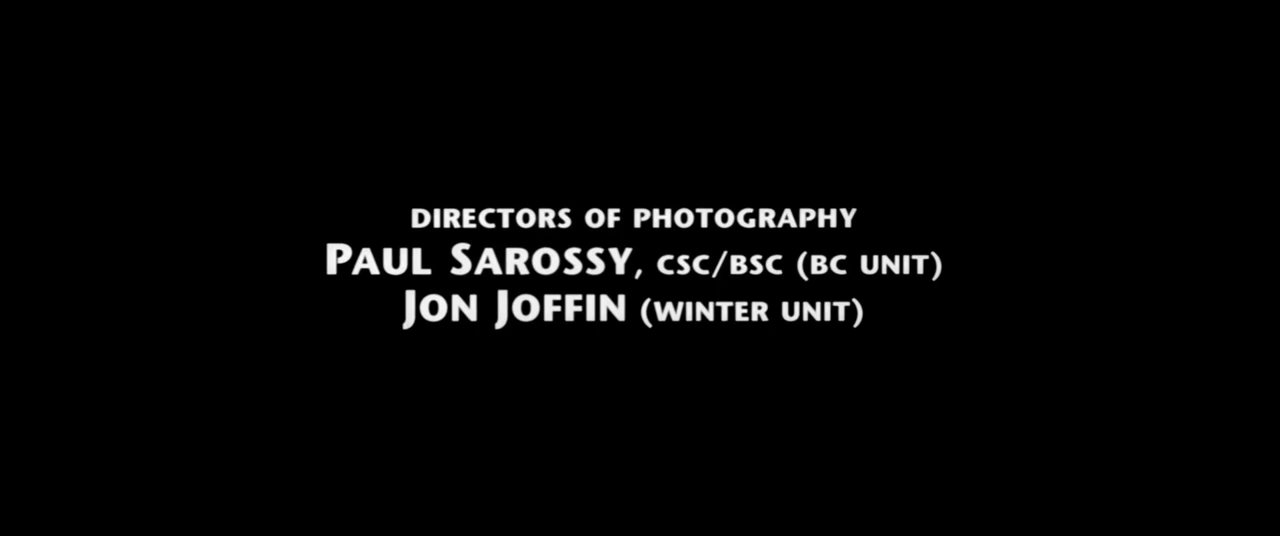 DIRECTORS OF PHOTOGRAPHY
PAUL SAROSSY, CSC/BSC (BC UNIT)
JON JOFFIN (WINTER UNIT)